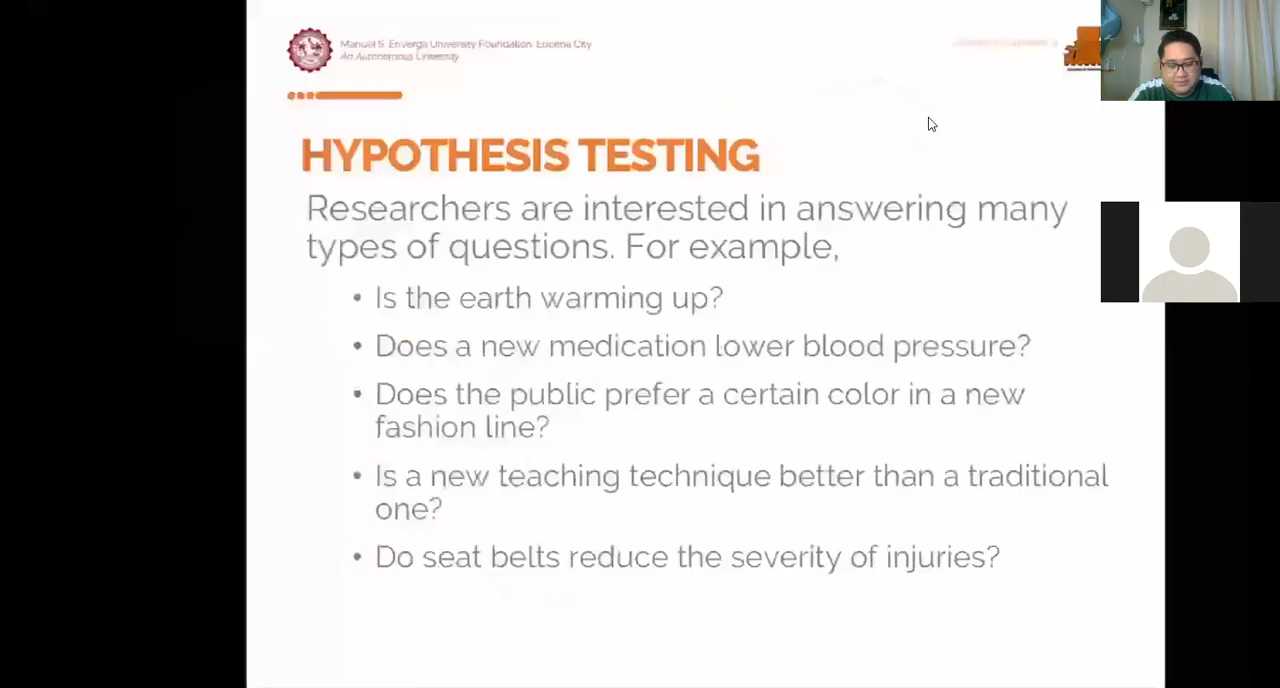 Manuel S. Enverga University Foundation, Lucena City
An Autonomous University
HYPOTHESIS TESTING
Researchers are interested in answering many
types of questions. For example,
• Is the earth warming up?
• Does a new medication lower blood pressure?
• Does the public prefer a certain color in a new
fashion line?
• Is a new teaching technique better than a traditional
one?
• Do seat belts reduce the severity of injuries?